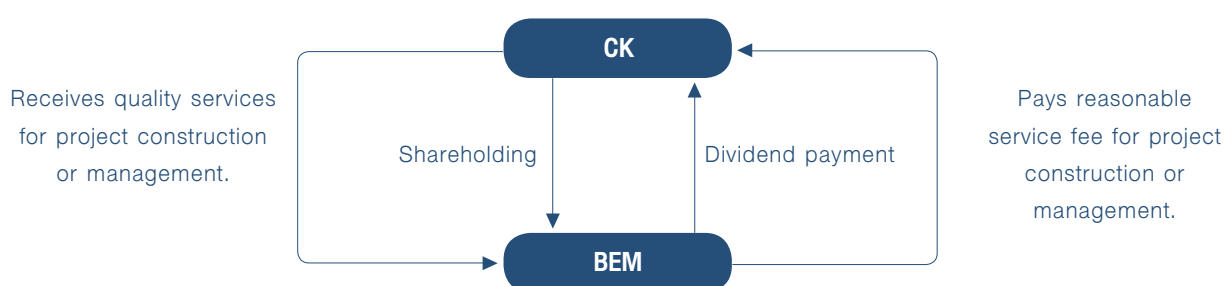 CK
Receives quality services
for project construction
or management.
Shareholding
Dividend payment
Pays reasonable
service fee for project
construction or
management.
BEM